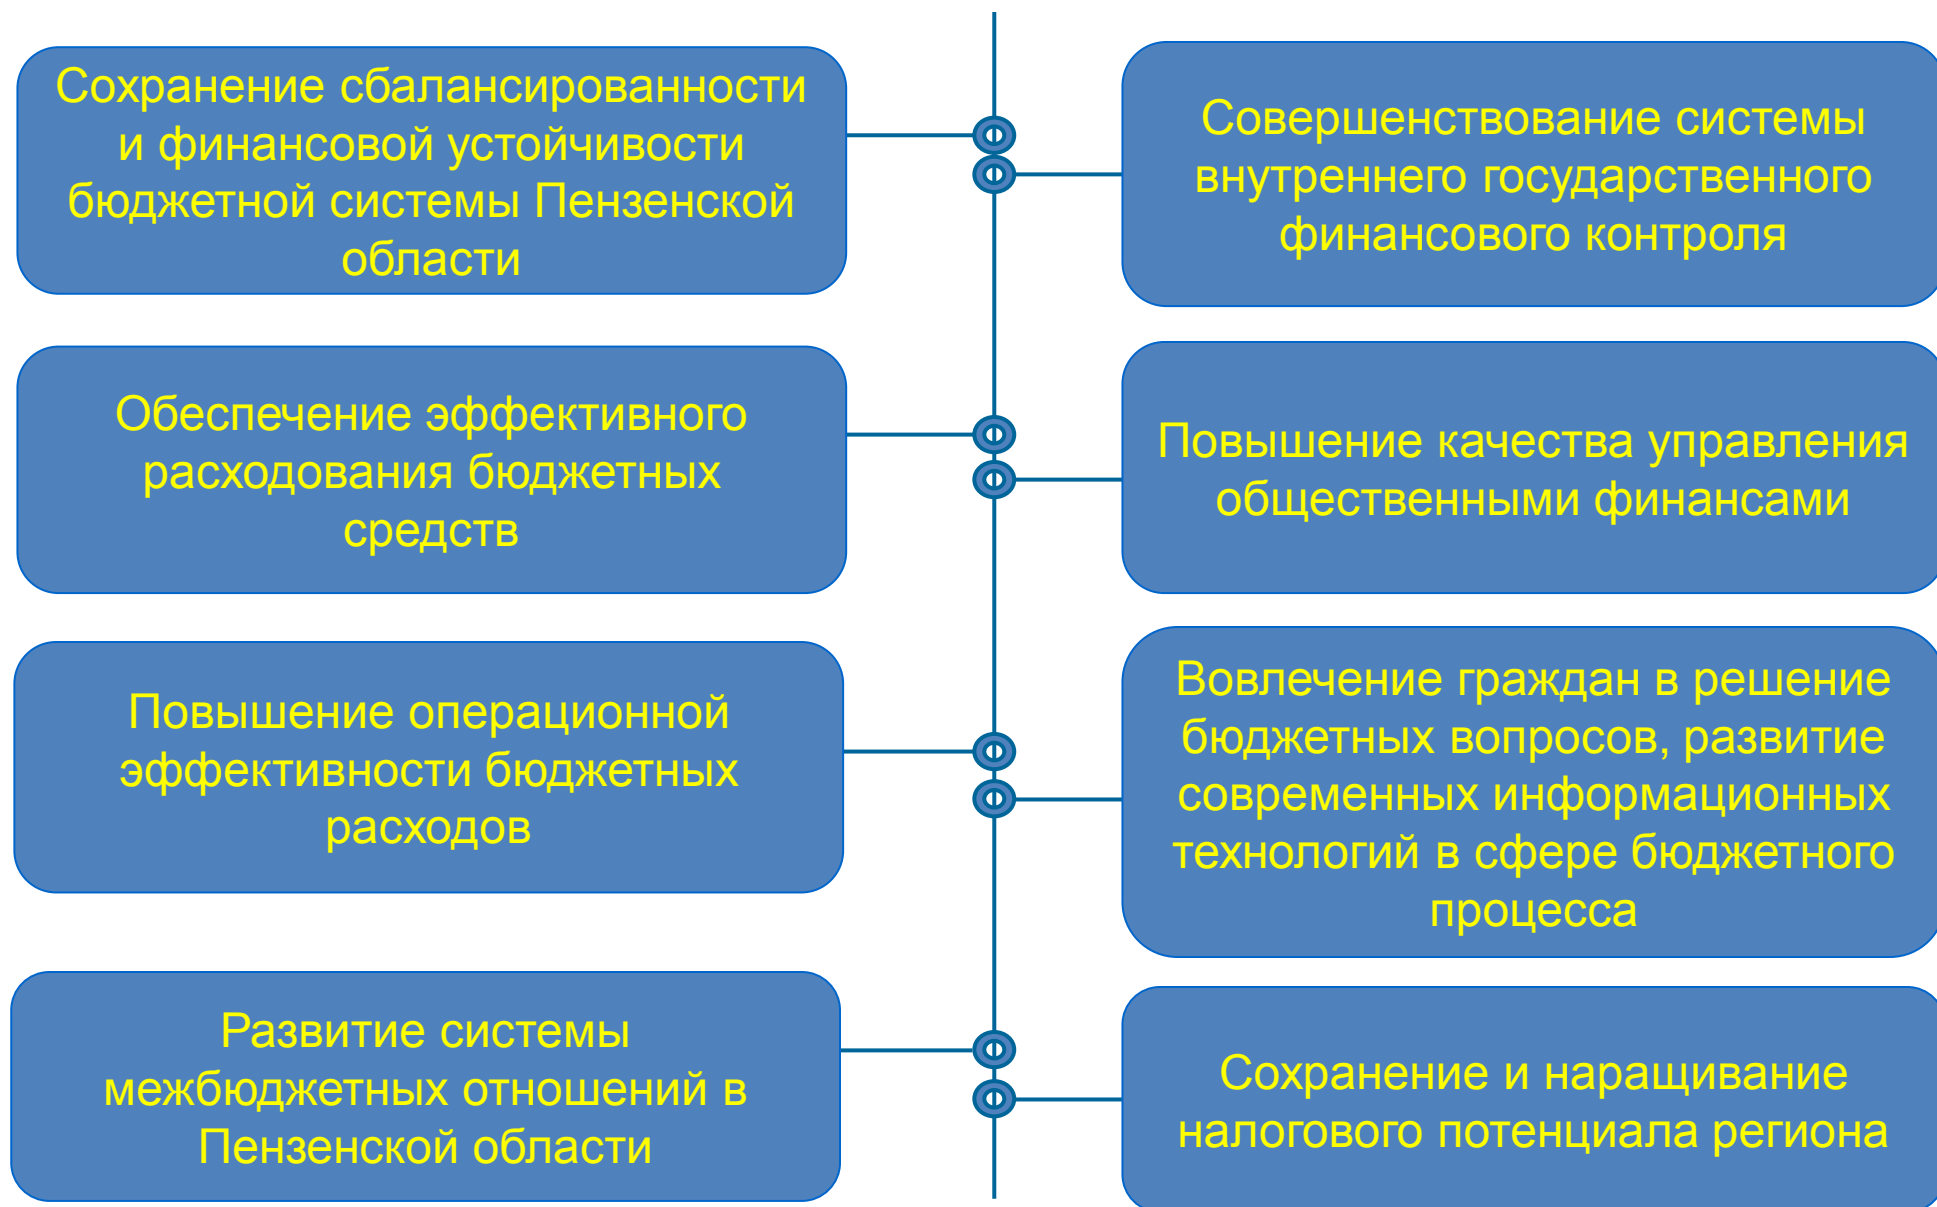 Сохранение сбалансированности
и финансовой устойчивости
бюджетной системы Пензенской
области
Совершенствование системы
внутреннего государственного
финансового контроля
Обеспечение эффективного
расходования бюджетных
средств
Повышение качества управления
общественными финансами
Повышение операционной
эффективности бюджетных
расходов
Вовлечение граждан в решение
бюджетных вопросов, развитие
современных информационных
технологий в сфере бюджетного
процесса
Развитие системы
межбюджетных отношений в
Пензенской области
Сохранение и наращивание
налогового потенциала региона